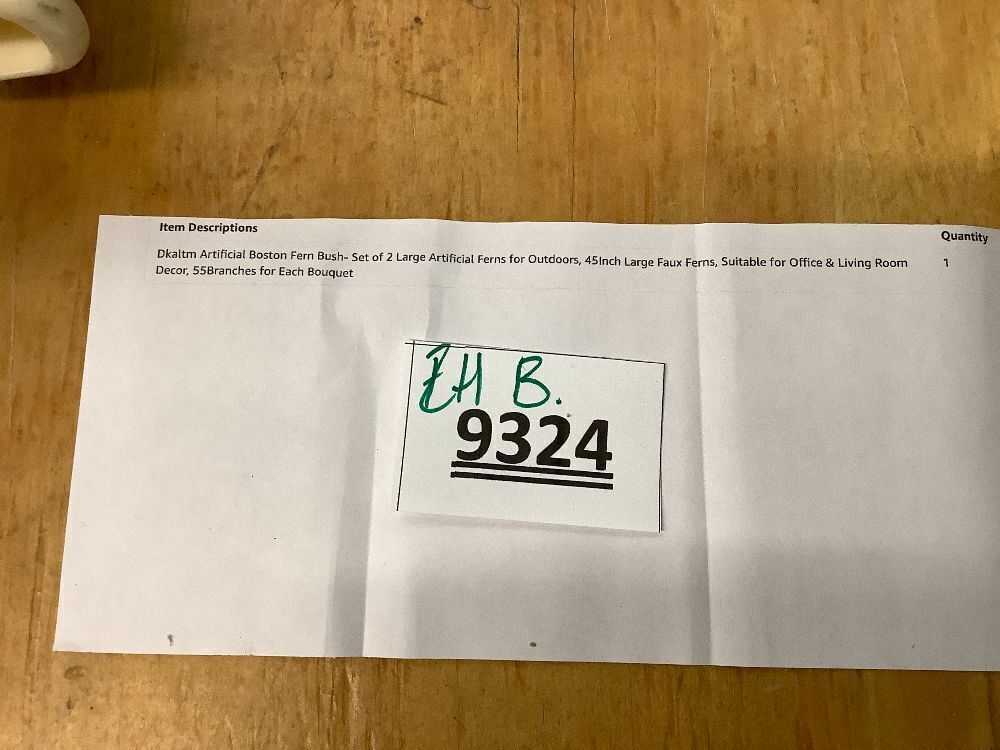 Item Descriptions
Quantity
Dkaltm Artificial Boston Fern Bush- Set of 2 Large Artificial Ferns for Outdoors, 45Inch Large Faux Ferns, Suitable for Office & Living Room
1
Decor, 55Branches for Each Bouquet
EH B.
9324